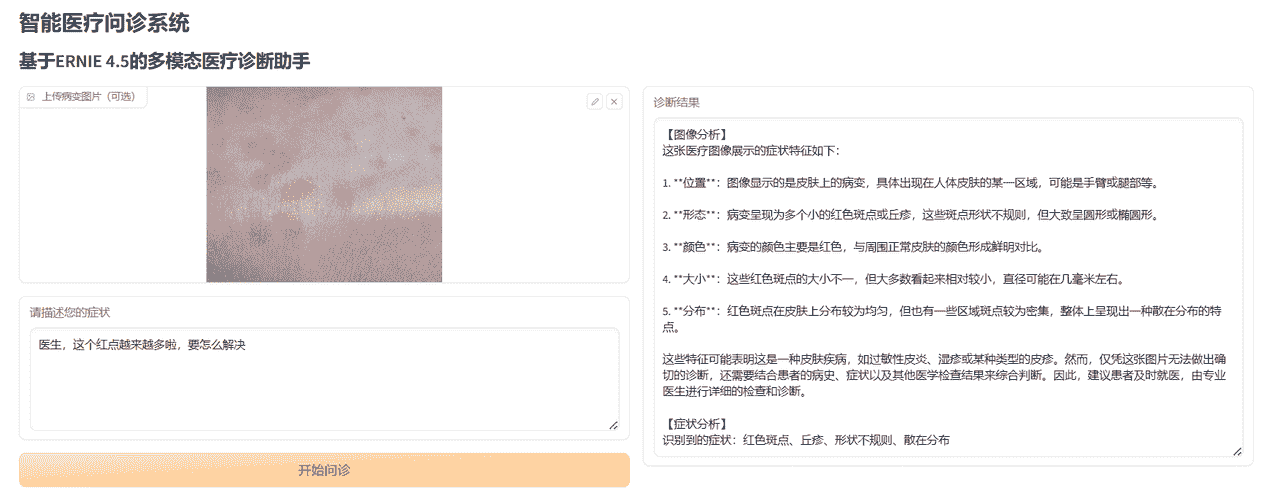 智能医疗问诊系统
基于ERNIE 4.5的多模态医疗诊断助手
上传病变图片（可选）
请描述您的症状
医生，这个红点越来越多啦，要怎么解决
开始问诊
诊断结果
【图像分析】
这张医疗图像展示的症状特征如下：
1. **位置**：图像显示的是皮肤上的病变，具体出现在人体皮肤的某一区域，可能是手臂或腿部等。
2. **形态**：病变呈现为多个小的红色斑点或丘疹，这些斑点形状不规则，但大致呈圆形或椭圆形。
3. **颜色**：病变的颜色主要是红色，与周围正常皮肤的颜色形成鲜明对比。
4. **大小**：这些红色斑点的大小不一，但大多数看起来相对较小，直径可能在几毫米左右。
5. **分布**：红色斑点在皮肤上分布较为均匀，但也有一些区域斑点较为密集，整体上呈现出一种散在分布的特
点。
这些特征可能表明这是一种皮肤疾病，如过敏性皮炎、湿疹或某种类型的皮疹。然而，仅凭这张图片无法做出确
切的诊断，还需要结合患者的病史、症状以及其他医学检查结果来综合判断。因此，建议患者及时就医，由专业
医生进行详细的检查和诊断。
【症状分析】
识别到的症状：红色斑点、丘疹、形状不规则、散在分布